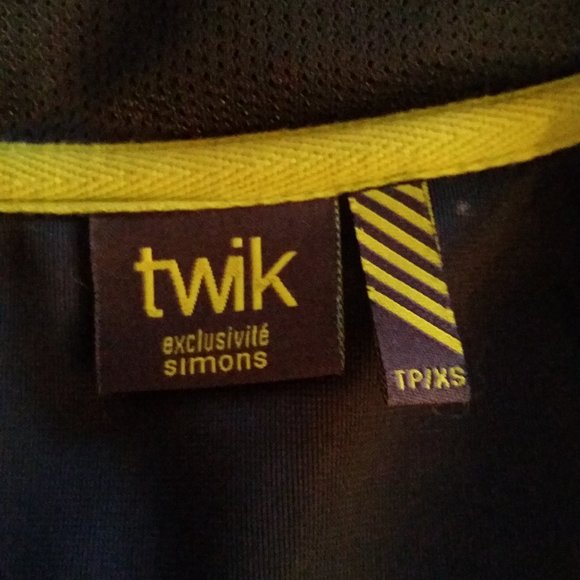 twik
exclusivité
simons
TP/XS